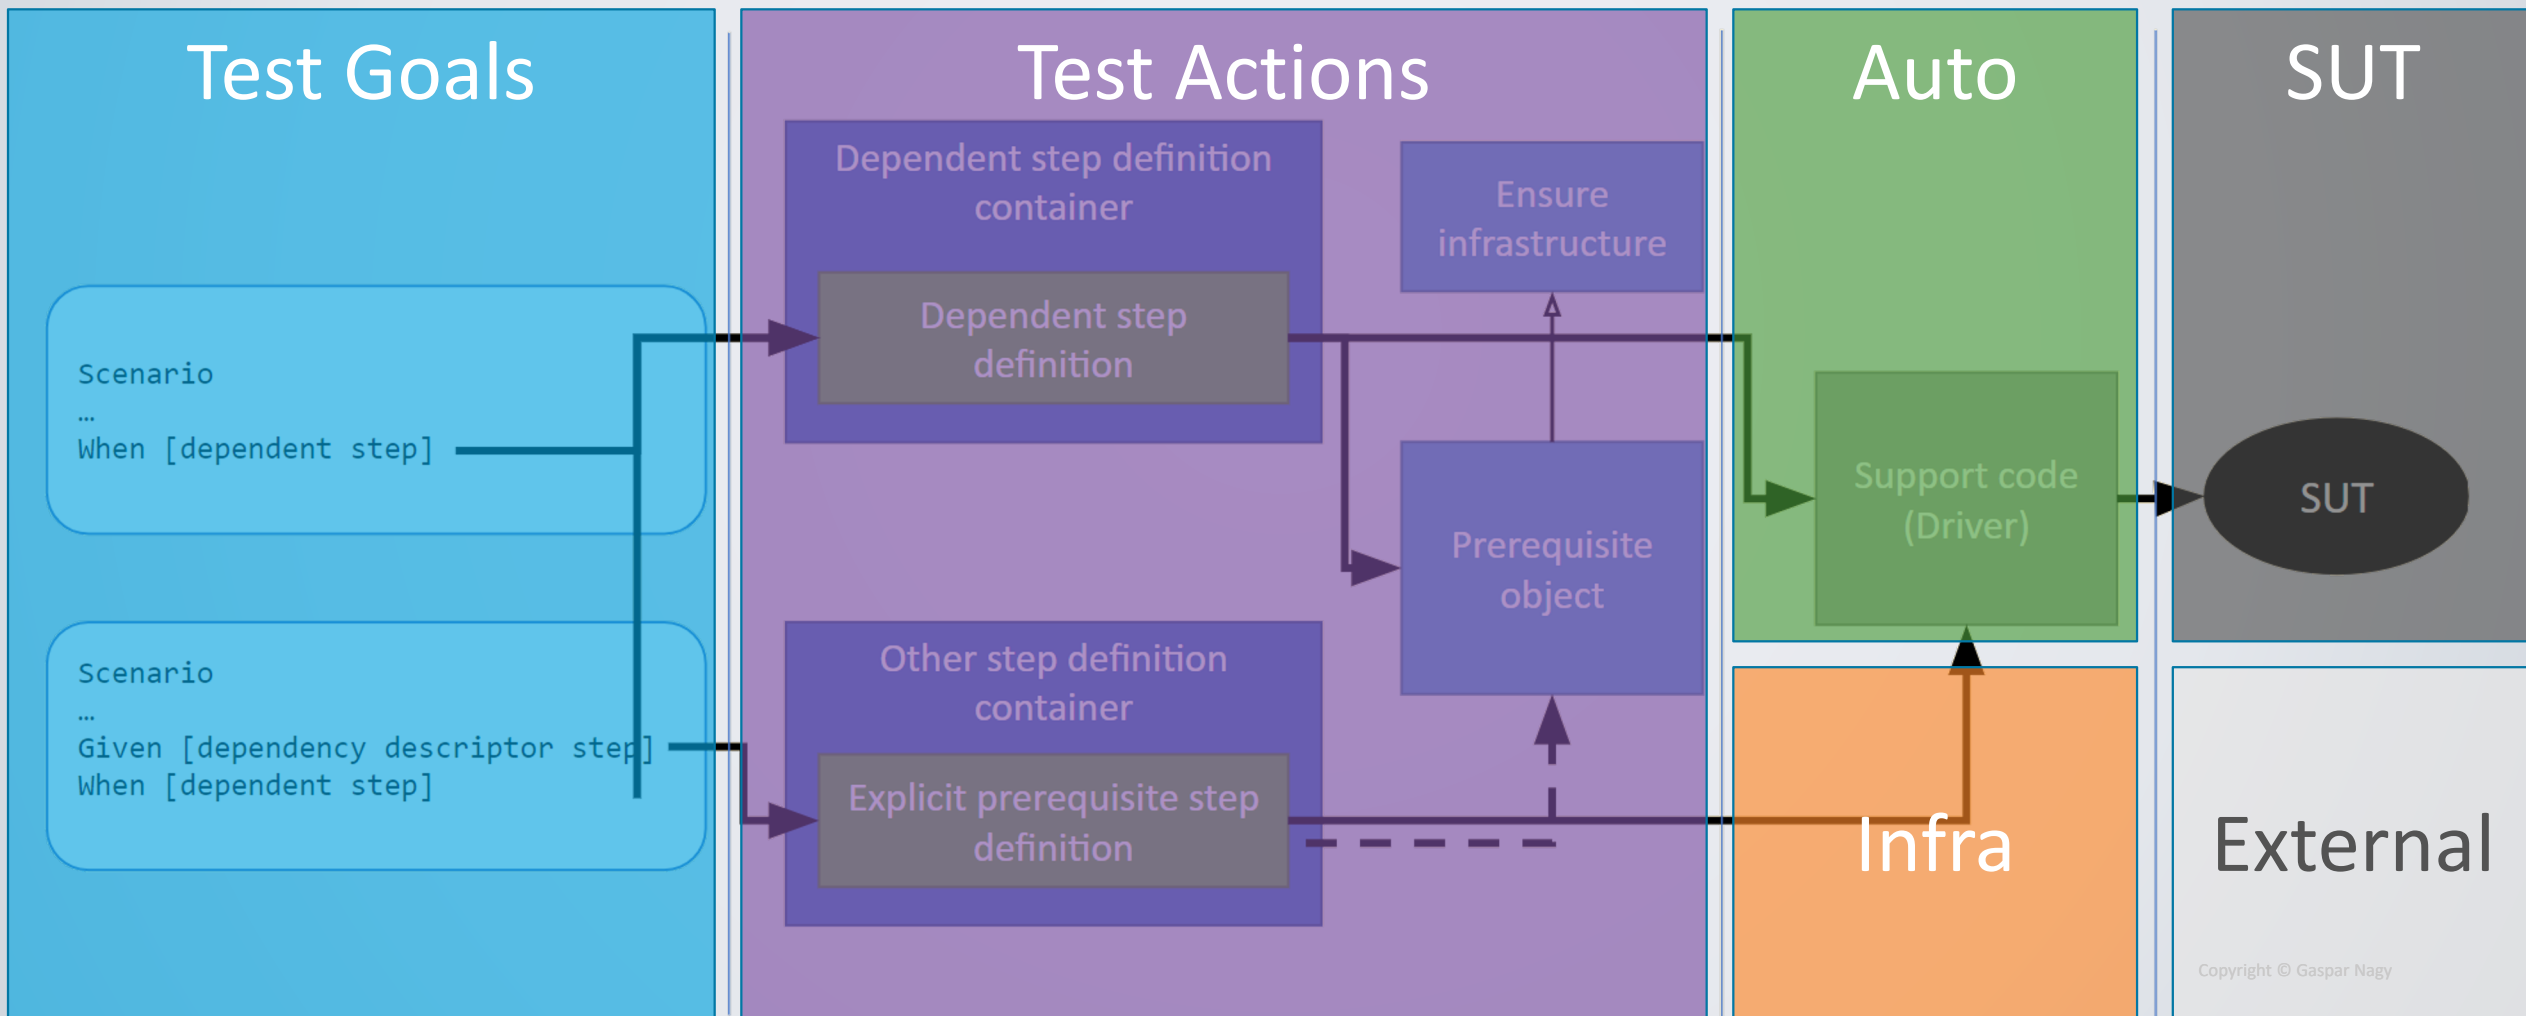 Test Goals
Test Actions
Auto
SUT
Dependent step definition
container
Ensure
infrastructure
Dependent step
definition
Scenario
…
When [dependent step]
Support code
(Driver)
SUT
Prerequisite
object
Scenario
…
Given [dependency descriptor step]
When [dependent step]
Other step definition
container
Explicit prerequisite step
definition
Infra
External
Copyright © Gaspar Nagy